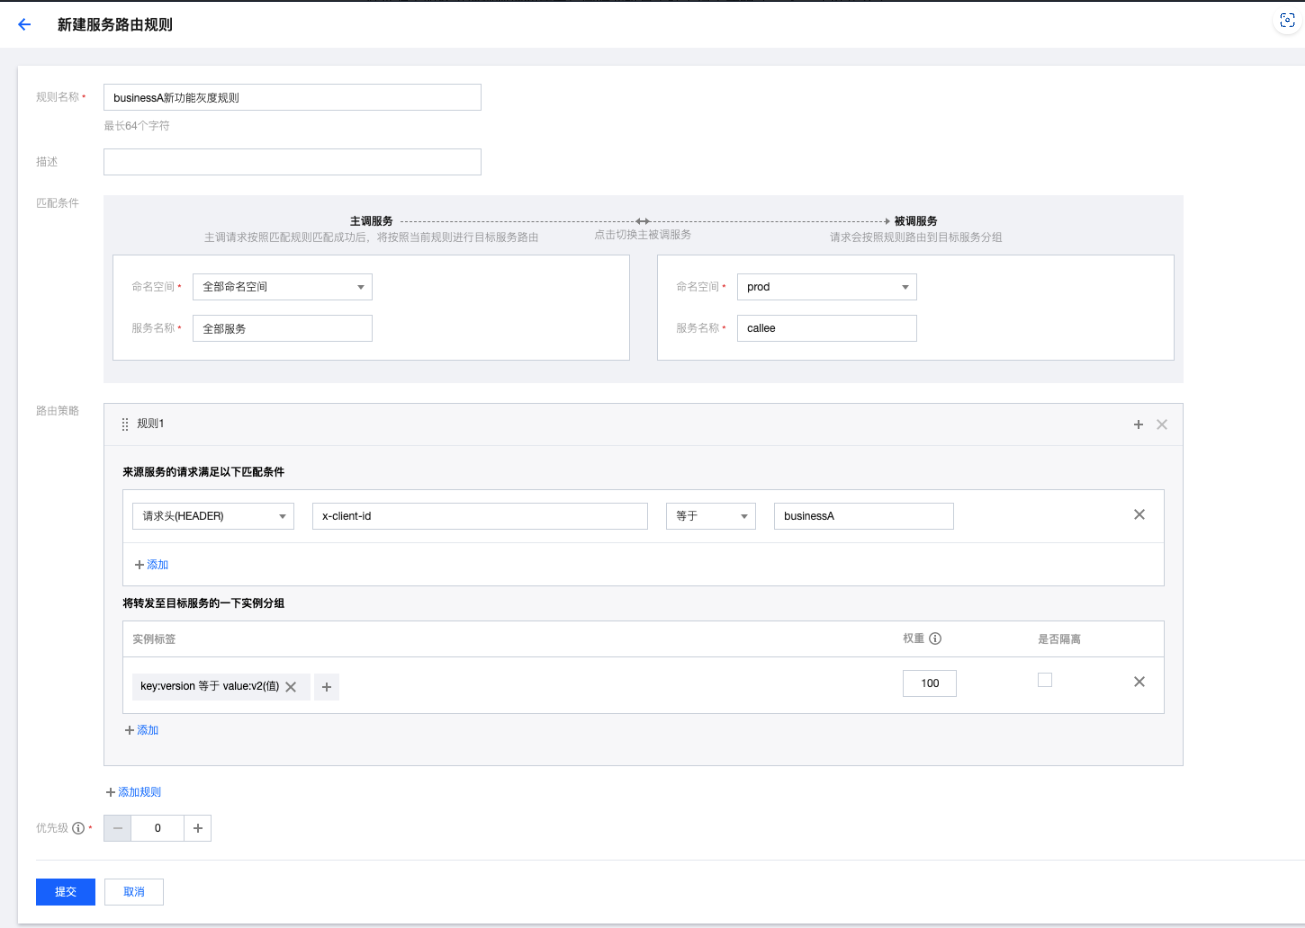 新建服务路由规则
规则名称 *
businessA新功能灰度规则
最长64个字符
描述
匹配条件
主调服务
被调服务
主调请求按照匹配规则匹配成功后，将按照当前规则进行目标服务路由
点击切换主被调服务
请求会按照规则路由到目标服务分组
命名空间 *
全部命名空间
服务名称 *
全部服务
命名空间 *
prod
服务名称 *
callee
路由策略
规则1
来源服务的请求满足以下匹配条件
请求头(HEADER)
x-client-id
等于
businessA
添加
将转发至目标服务的一下实例分组
实例标签
权重
是否隔离
key:version 等于 value:v2(值)
100
添加
添加规则
优先级 *
0
提交
取消